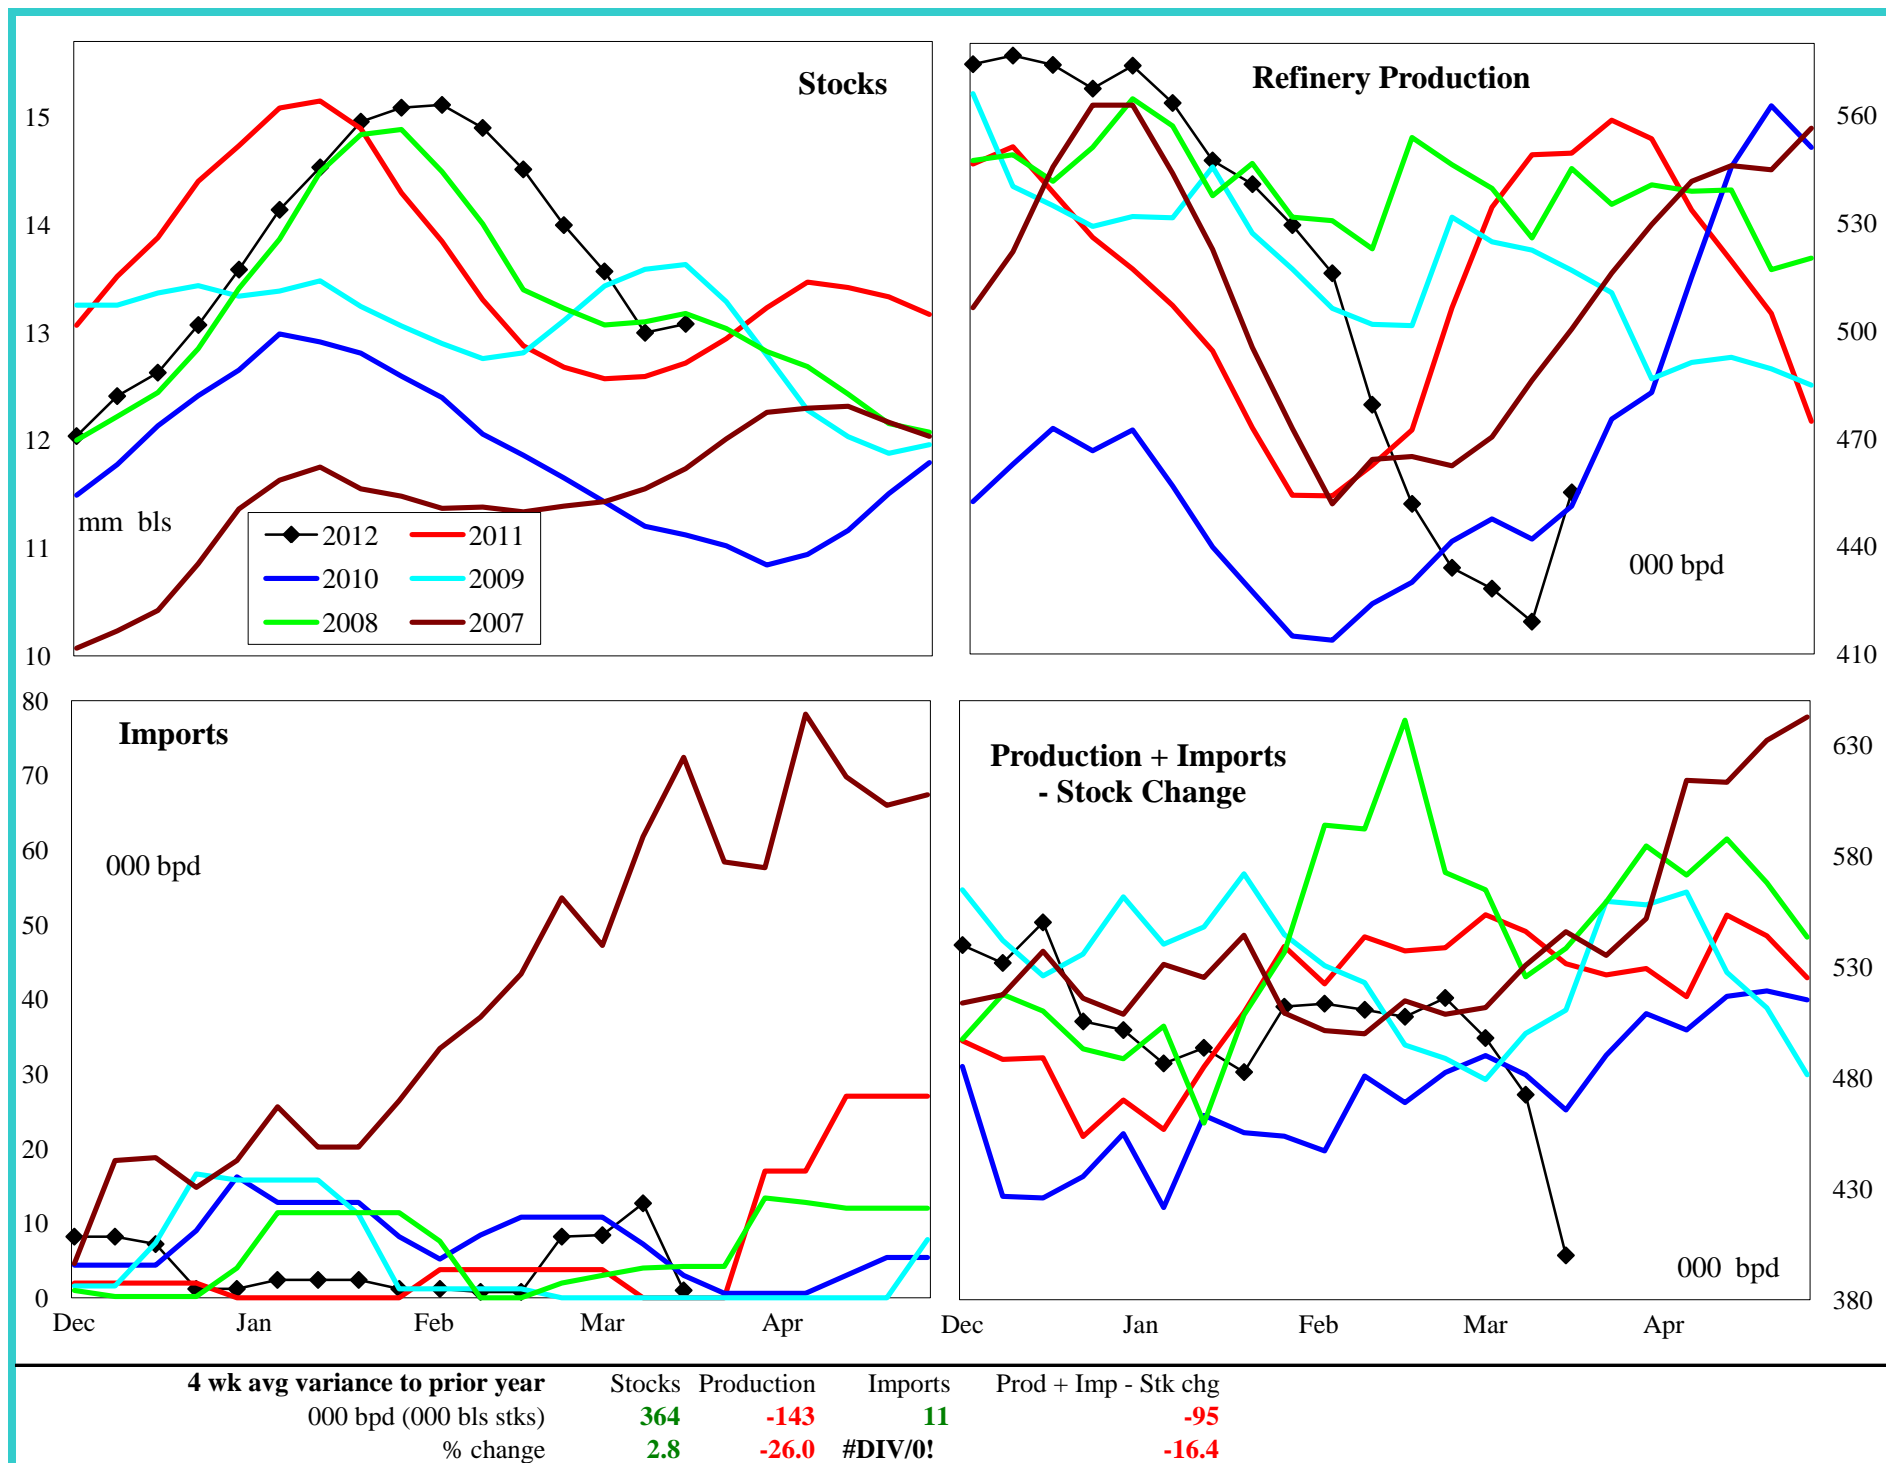 Stocks
15
14
13
12
11
10
mm bls
2012 2011
2010 2009
2008 2007
Refinery Production
560
530
500
470
440
410
000 bpd
Imports
80
70
60
50
40
30
20
10
0
000 bpd
Dec Jan Feb Mar Apr
Production + Imports
- Stock Change
630
580
530
480
430
380
000 bpd
Dec Jan Feb Mar Apr
4 wk avg variance to prior year Stocks Production Imports Prod + Imp - Stk chg
000 bpd (000 bls stks) 364 -143 11 -95
% change 2.8 -26.0 #DIV/0! -16.4